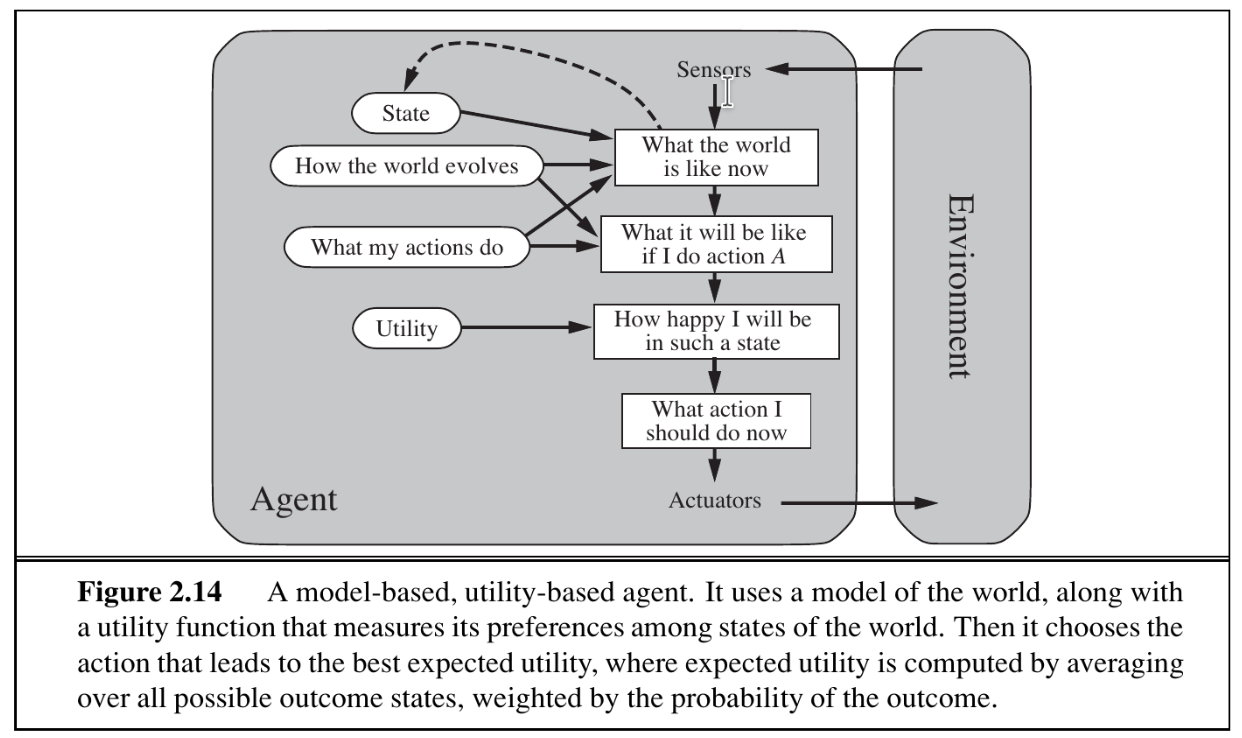 Sensors
State
What the world
is like now
How the world evolves
What it will be like
if I do action A
What my actions do
How happy I will be
in such a state
Utility
What action I
should do now
Agent
Actuators
Environment
Figure 2.14 A model-based, utility-based agent. It uses a model of the world, along with
a utility function that measures its preferences among states of the world. Then it chooses the
action that leads to the best expected utility, where expected utility is computed by averaging
over all possible outcome states, weighted by the probability of the outcome.